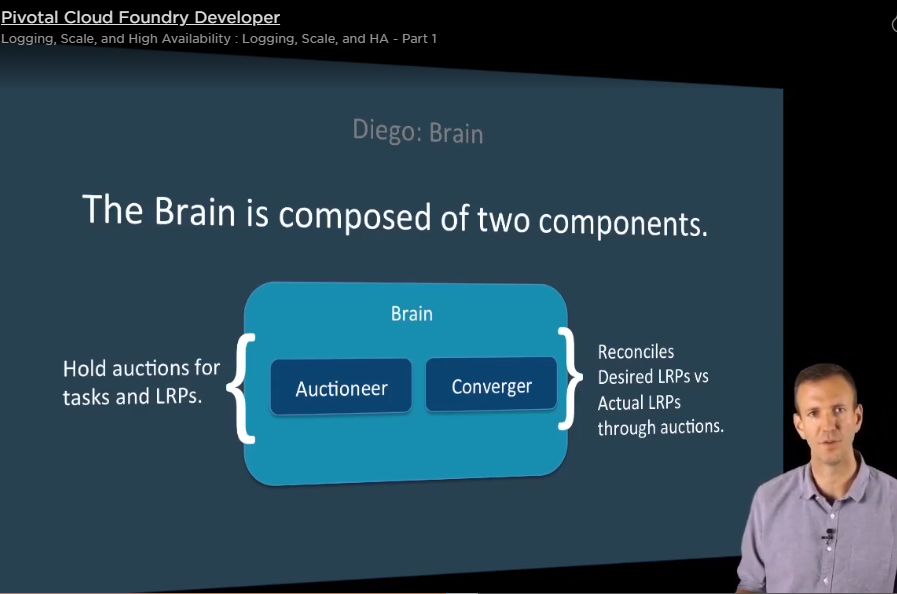 Pivotal Cloud Foundry Developer
Logging, Scale, and High Availability : Logging, Scale, and HA - Part 1
Diego: Brain
The Brain is composed of two components.
Brain
Hold auctions for
tasks and LRPs.
Auctioneer
Converger
Reconciles
Desired LRPs vs
Actual LRPs
through auctions.